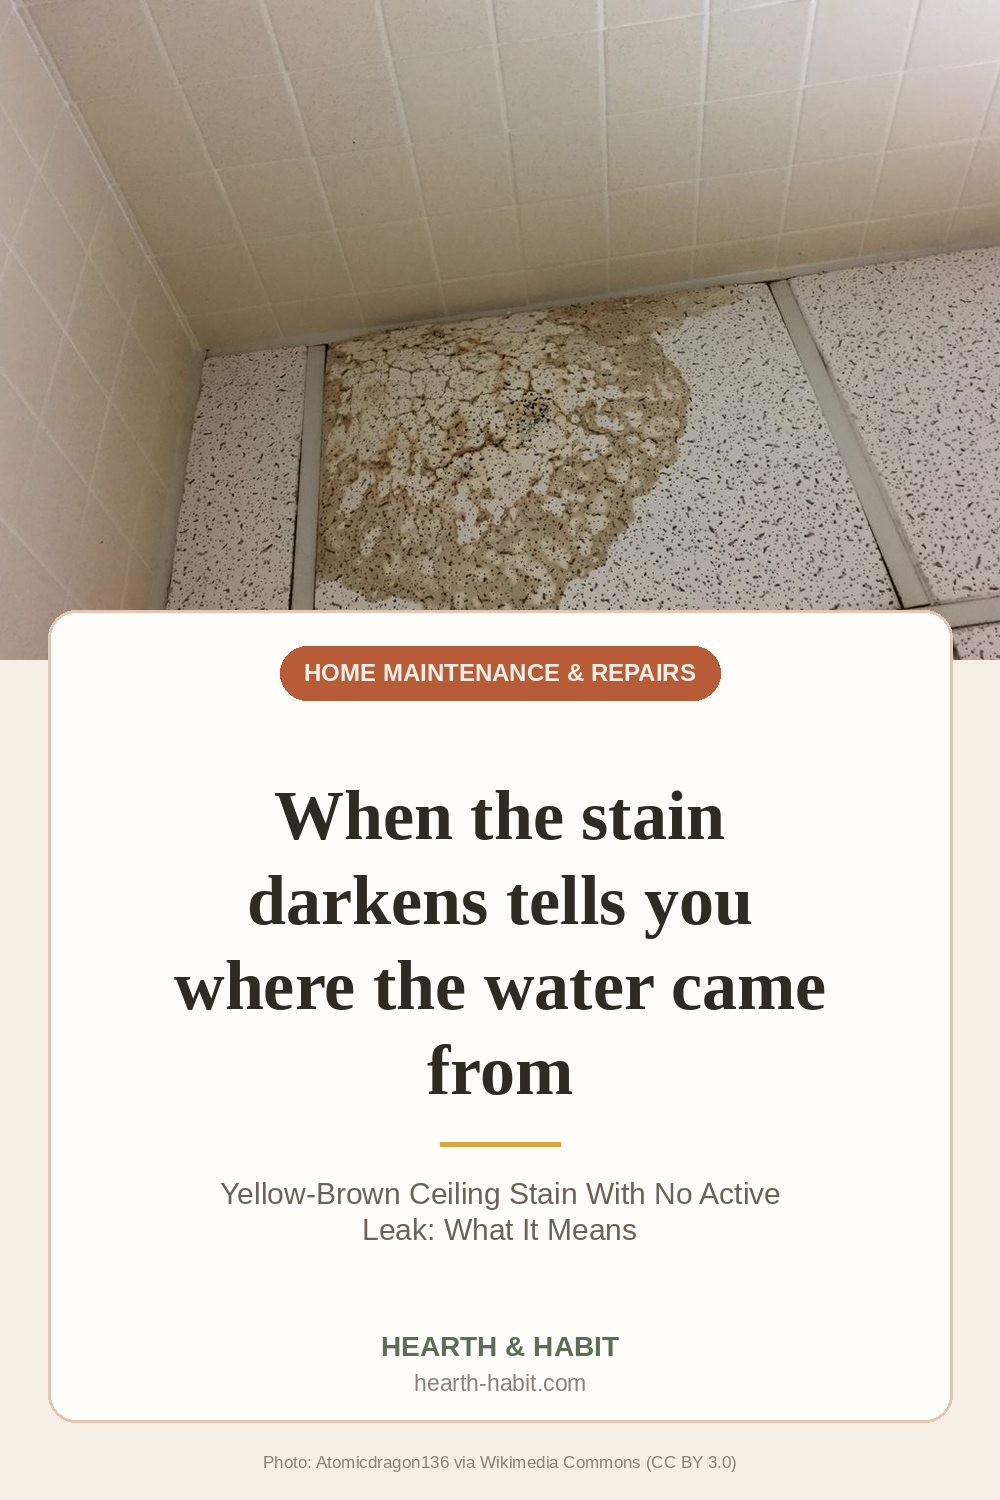 HOME MAINTENANCE & REPAIRS
When the stain
darkens tells you
where the water came
from
Yellow-Brown Ceiling Stain With No Active
Leak: What It Means
HEARTH & HABIT
hearth-habit.com
Photo: Atomicdragon136 via Wikimedia Commons (CC BY 3.0)